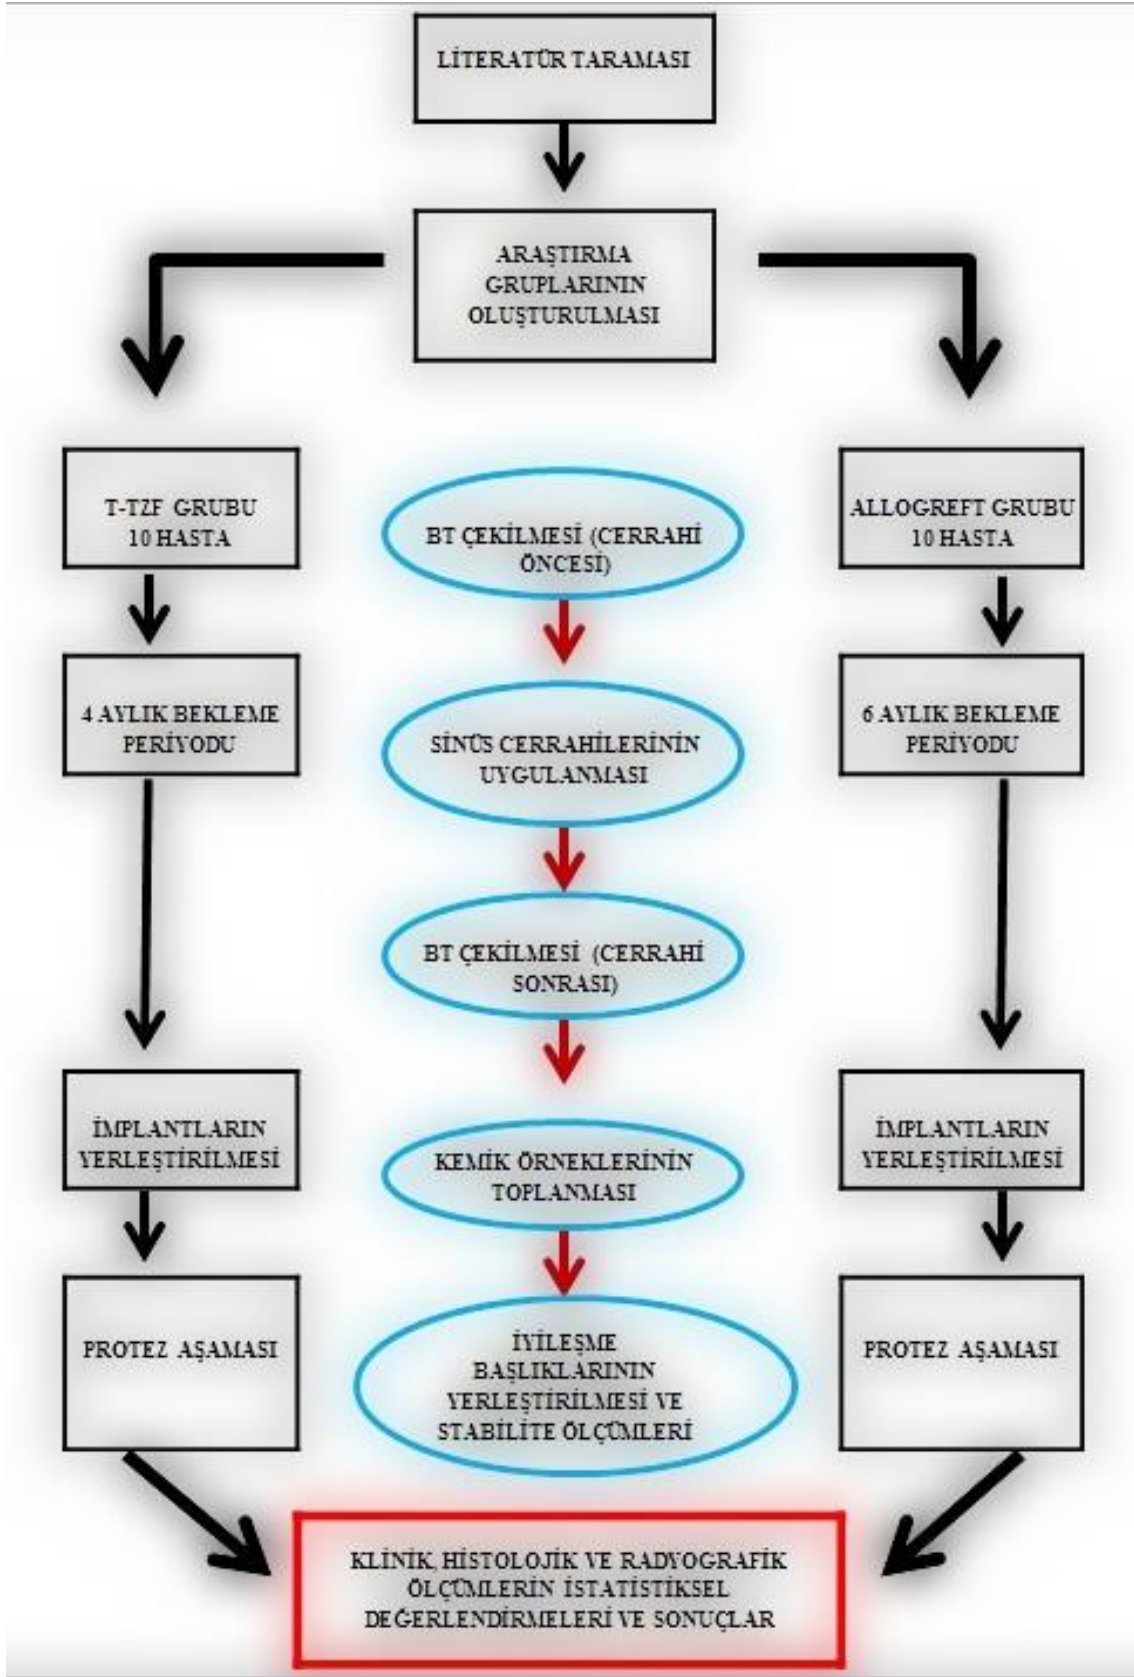 LİTERATÜR TARAMASI
ARAŞTIRMA
GRUPLARININ
OLUŞTURULMASI
T-TZF GRUBU
10 HASTA
BT ÇEKİLMESİ (CERRAHİ
ÖNCESİ)
ALLOGREFT GRUBU
10 HASTA
4 AYLIK BEKLEME
PERİYODU
SİNÜS CERRAHİLERİNİN
UYGULANMASI
6 AYLIK BEKLEME
PERİYODU
BT ÇEKİLMESİ (CERRAHİ
SONRASI)
İMPLANTLARIN
YERLEŞTİRİLMESİ
KEMİK ÖRNEKLERİNİN
TOPLANMASI
İMPLANTLARIN
YERLEŞTİRİLMESİ
PROTEZ AŞAMASI
İYİLEŞME
BAŞLIKLARININ
YERLEŞTİRİLMESİ VE
STABİLİTE ÖLÇÜMLERİ
PROTEZ AŞAMASI
KLİNİK, HİSTOLOJİK VE RADYOGRAFİK
ÖLÇÜMLERİN İSTATİSTİKSEL
DEĞERLENDİRMELERİ VE SONUÇLAR